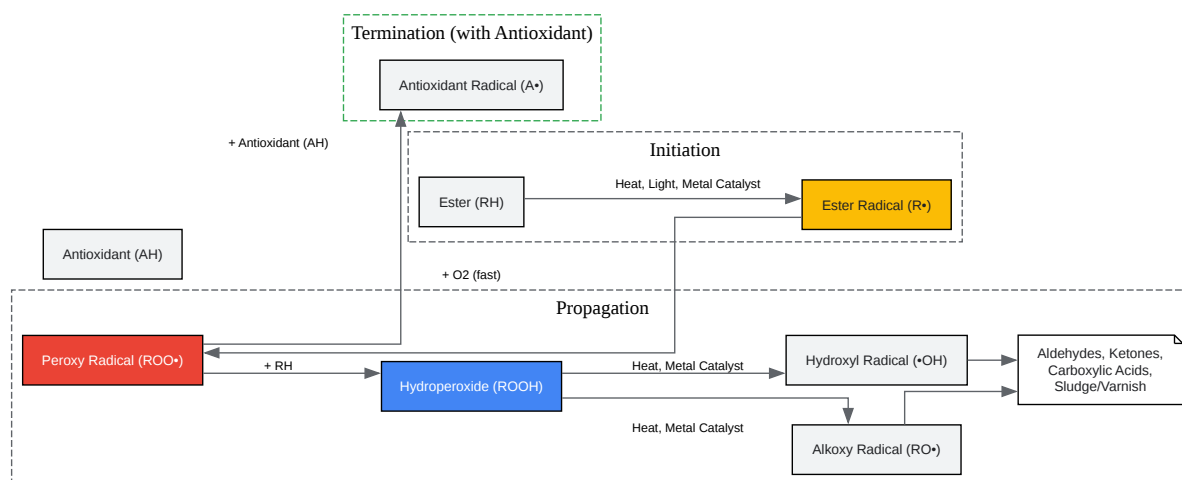 Termination (with Antioxidant)
Antioxidant Radical (A•)
+ Antioxidant (AH)
Initiation
Ester (RH)
Heat, Light, Metal Catalyst
Ester Radical (R•)
Antioxidant (AH)
+ O2 (fast)
Propagation
Peroxy Radical (ROO•)
+ RH
Hydroperoxide (ROOH)
Heat, Metal Catalyst
Hydroxyl Radical (•OH)
Aldehydes, Ketones,
Carboxylic Acids,
Sludge/Varnish
Heat, Metal Catalyst
Alkoxy Radical (RO•)